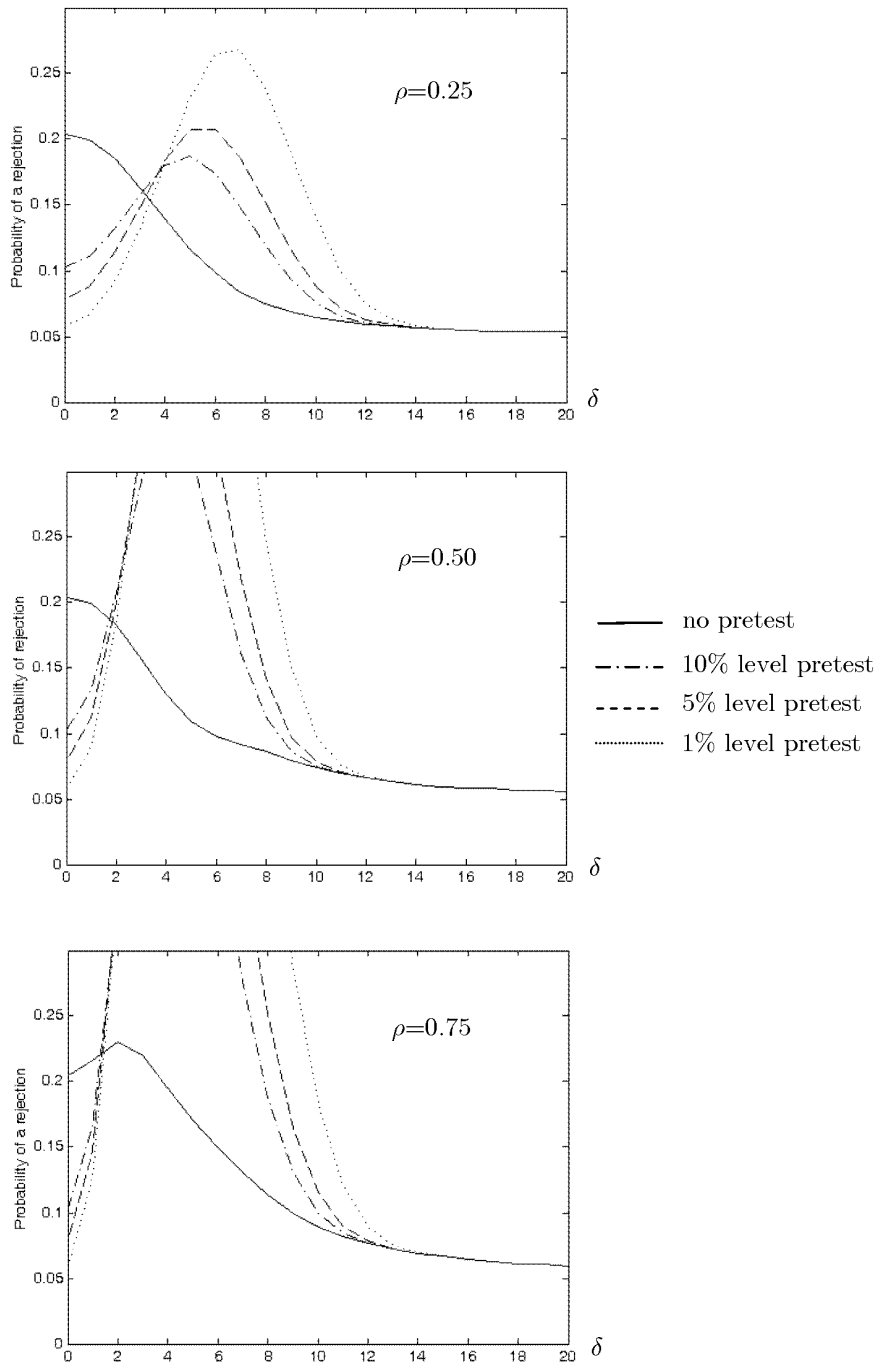 Probability of a rejection
0.25
0.2
0.15
0.1
0.05
0
ρ=0.25
0 2 4 6 8 10 12 14 16 18 20
δ
Probability of a rejection
0.25
0.2
0.15
0.1
0.05
0
ρ=0.50
0 2 4 6 8 10 12 14 16 18 20
δ
no pretest
10% level pretest
5% level pretest
1% level pretest
Probability of a rejection
0.25
0.2
0.15
0.1
0.05
0
ρ=0.75
0 2 4 6 8 10 12 14 16 18 20
δ